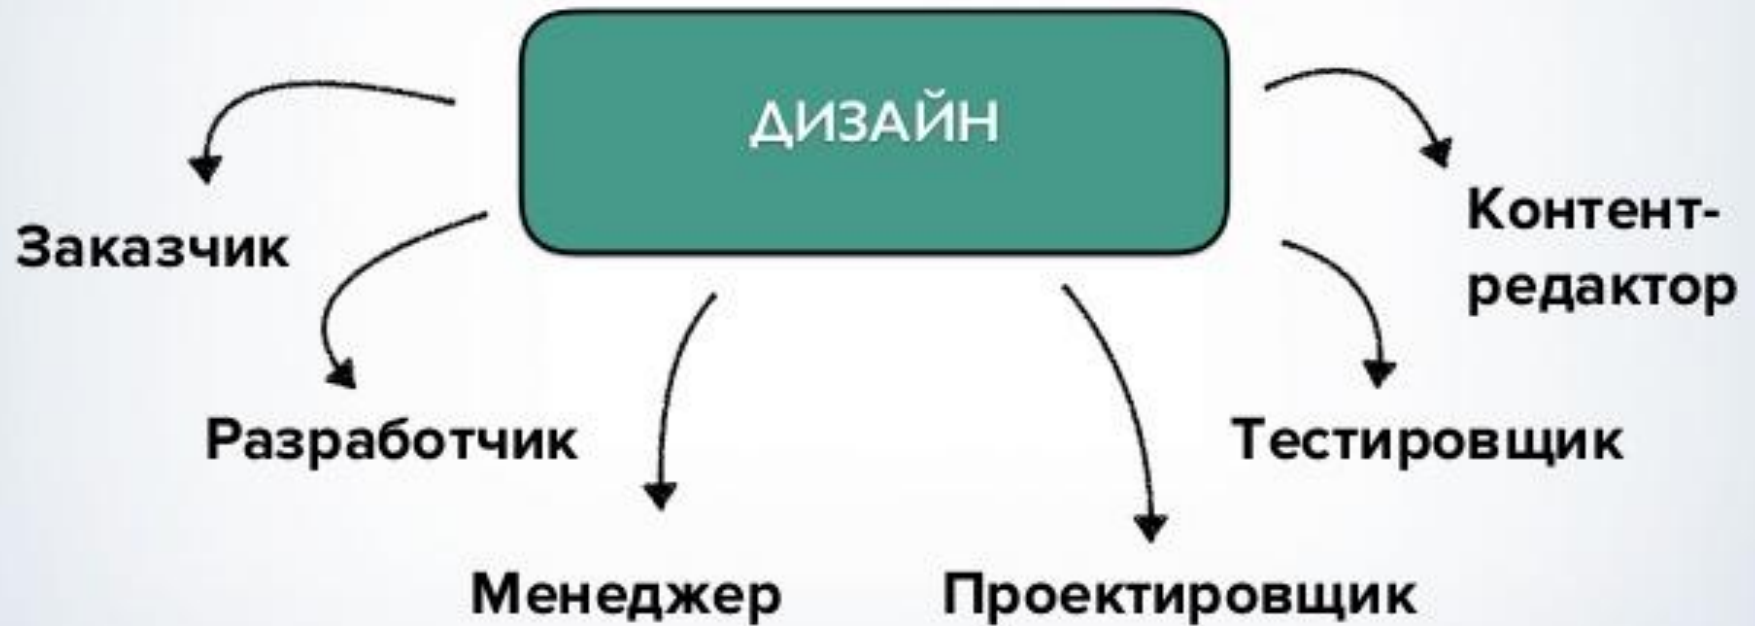 ДИЗАЙН
Заказчик
Контент-
редактор
Разработчик
Тестировщик
Менеджер
Проектировщик